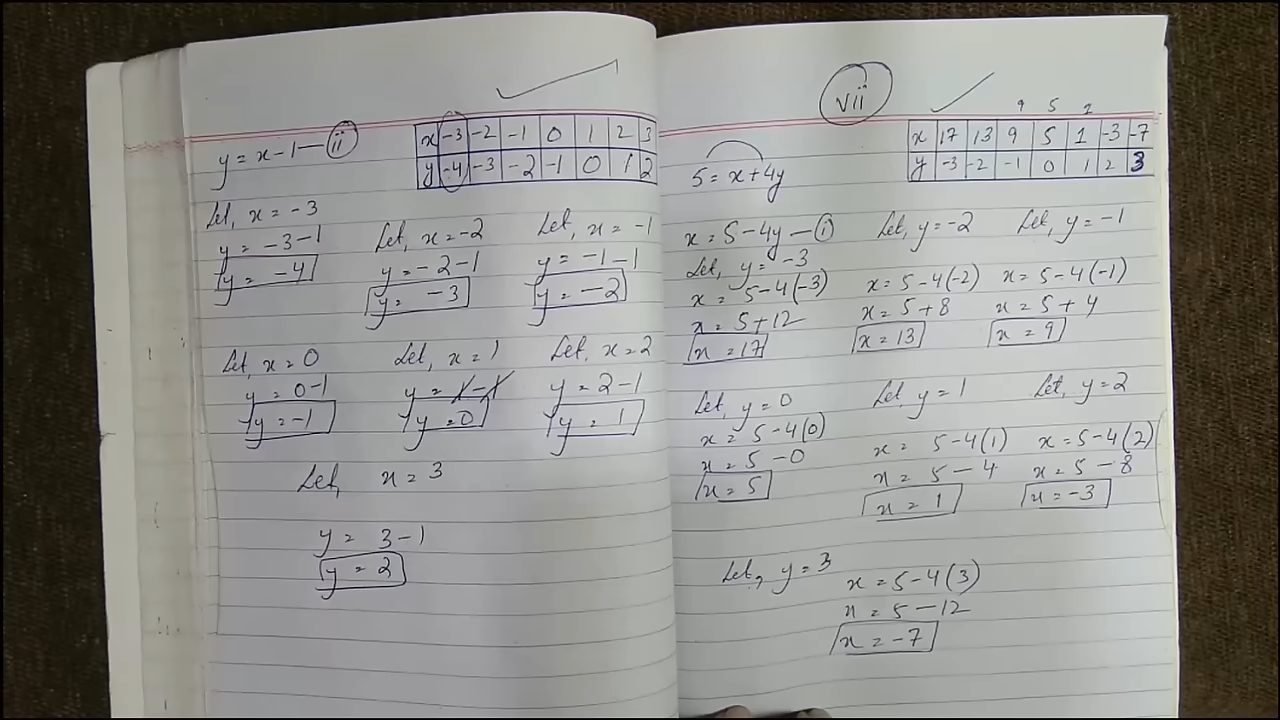 y = x-1 — (ii)
x -3 -2 -1 0 1 2 3
y -4 -3 -2 -1 0 1 2
Let, x = -3
y = -3-1
y = -4
Let, x = -2
y = -2-1
y = -3
Let, x = -1
y = -1-1
y = -2
Let x = 0
y = 0-1
y = -1
Let, x = 1
y = 1-1
y = 0
Let, x = 2
y = 2-1
y = 1
Let, x = 3
y = 3-1
y = 2
vii
9 5 2
x 17 13 9 5 1 -3 -7
y -3 -2 -1 0 1 2 3
5 = x+4y
x = 5-4y — (i)
Let, y = -3
x = 5-4(-3)
x = 5+12
x = 17
Let, y = -2
x = 5-4(-2)
x = 5+8
x = 13
Let, y = -1
x = 5-4(-1)
x = 5+4
x = 9
Let, y = 0
x = 5-4(0)
x = 5-0
x = 5
Let y = 1
x = 5-4(1)
x = 5-4
x = 1
Let, y = 2
x = 5-4(2)
x = 5-8
x = -3
Let, y = 3
x = 5-4(3)
x = 5-12
x = -7